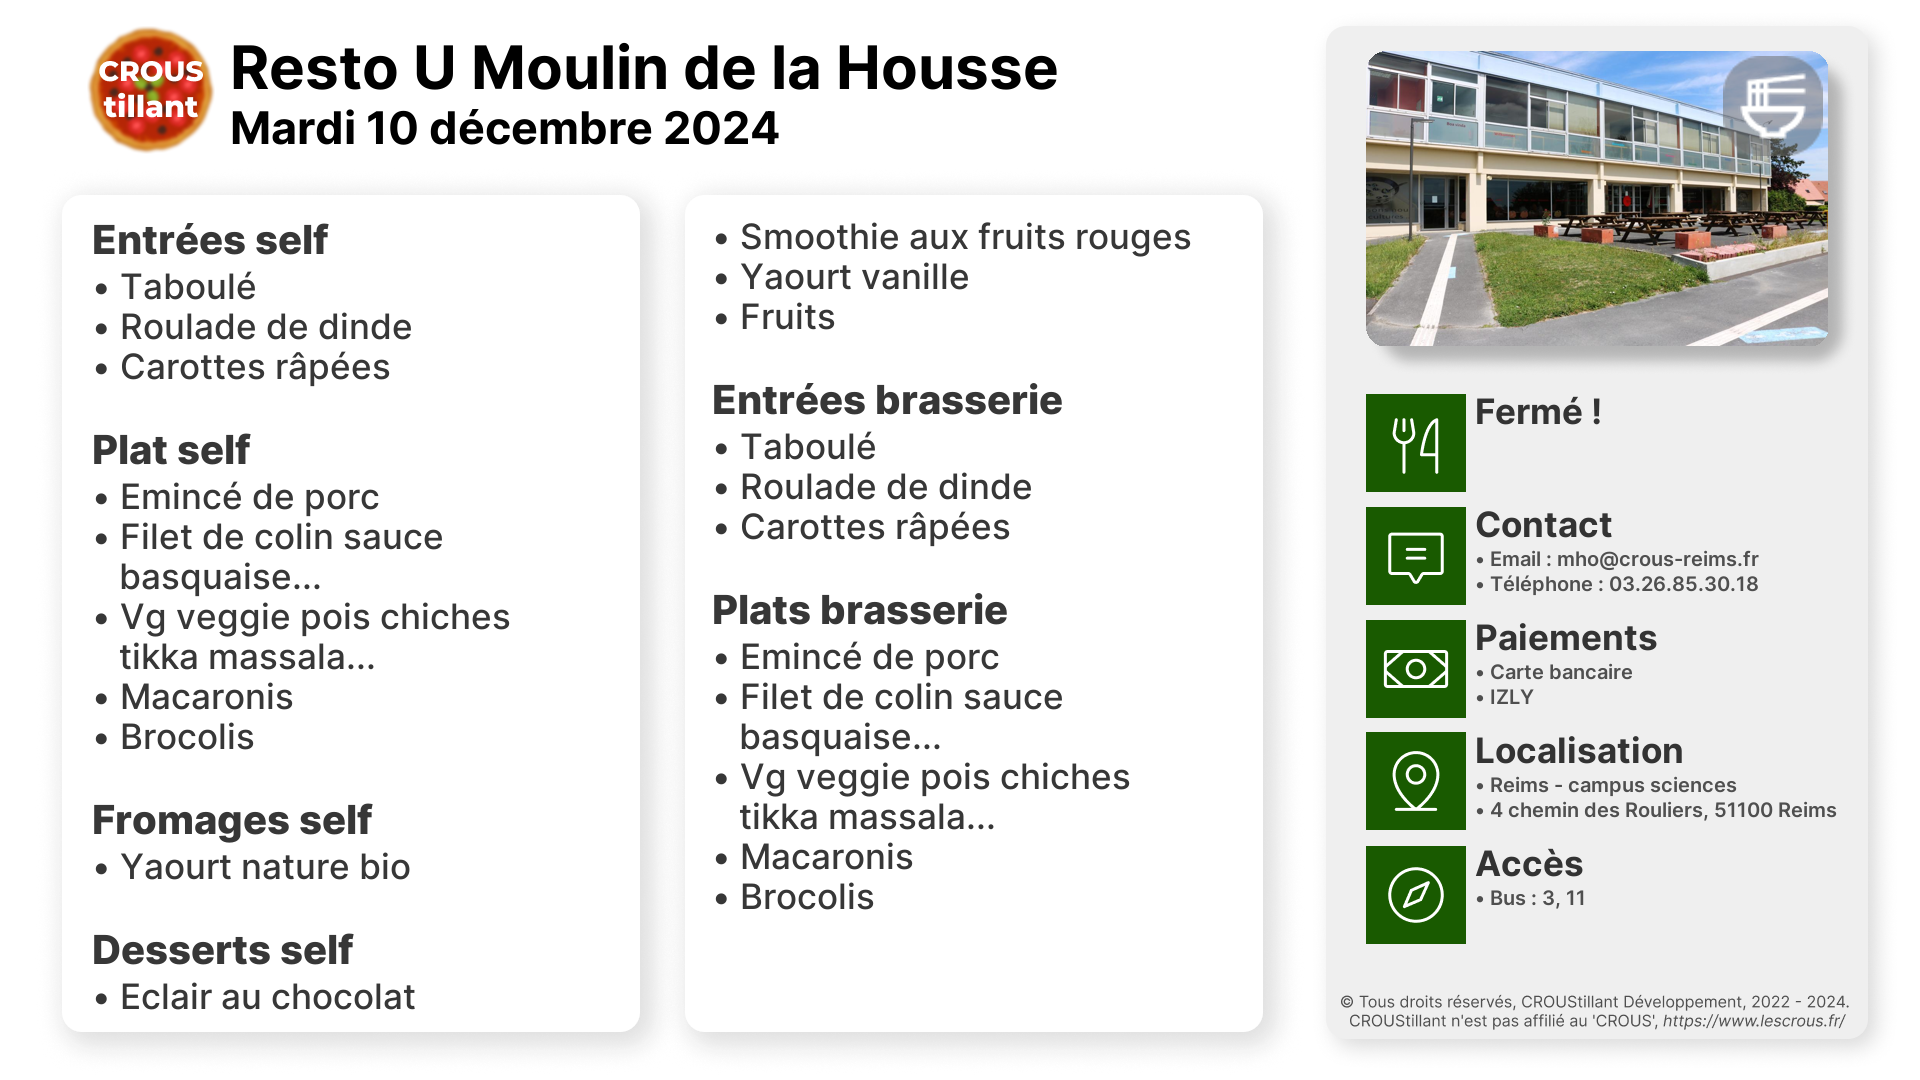 CROUS
tillant
Resto U Moulin de la Housse
Mardi 10 décembre 2024
Entrées self
• Taboulé
• Roulade de dinde
• Carottes râpées
Plat self
• Emincé de porc
• Filet de colin sauce
basquaise...
• Vg veggie pois chiches
tikka massala...
• Macaronis
• Brocolis
Fromages self
• Yaourt nature bio
Desserts self
• Eclair au chocolat
• Smoothie aux fruits rouges
• Yaourt vanille
• Fruits
Entrées brasserie
• Taboulé
• Roulade de dinde
• Carottes râpées
Plats brasserie
• Emincé de porc
• Filet de colin sauce
basquaise...
• Vg veggie pois chiches
tikka massala...
• Macaronis
• Brocolis
Fermé !
Contact
• Email : mho@crous-reims.fr
• Téléphone : 03.26.85.30.18
Paiements
• Carte bancaire
• IZLY
Localisation
• Reims - campus sciences
• 4 chemin des Rouliers, 51100 Reims
Accès
• Bus : 3, 11
© Tous droits réservés, CROUStillant Développement, 2022 - 2024.
CROUStillant n'est pas affilié au 'CROUS', https://www.lescrous.fr/